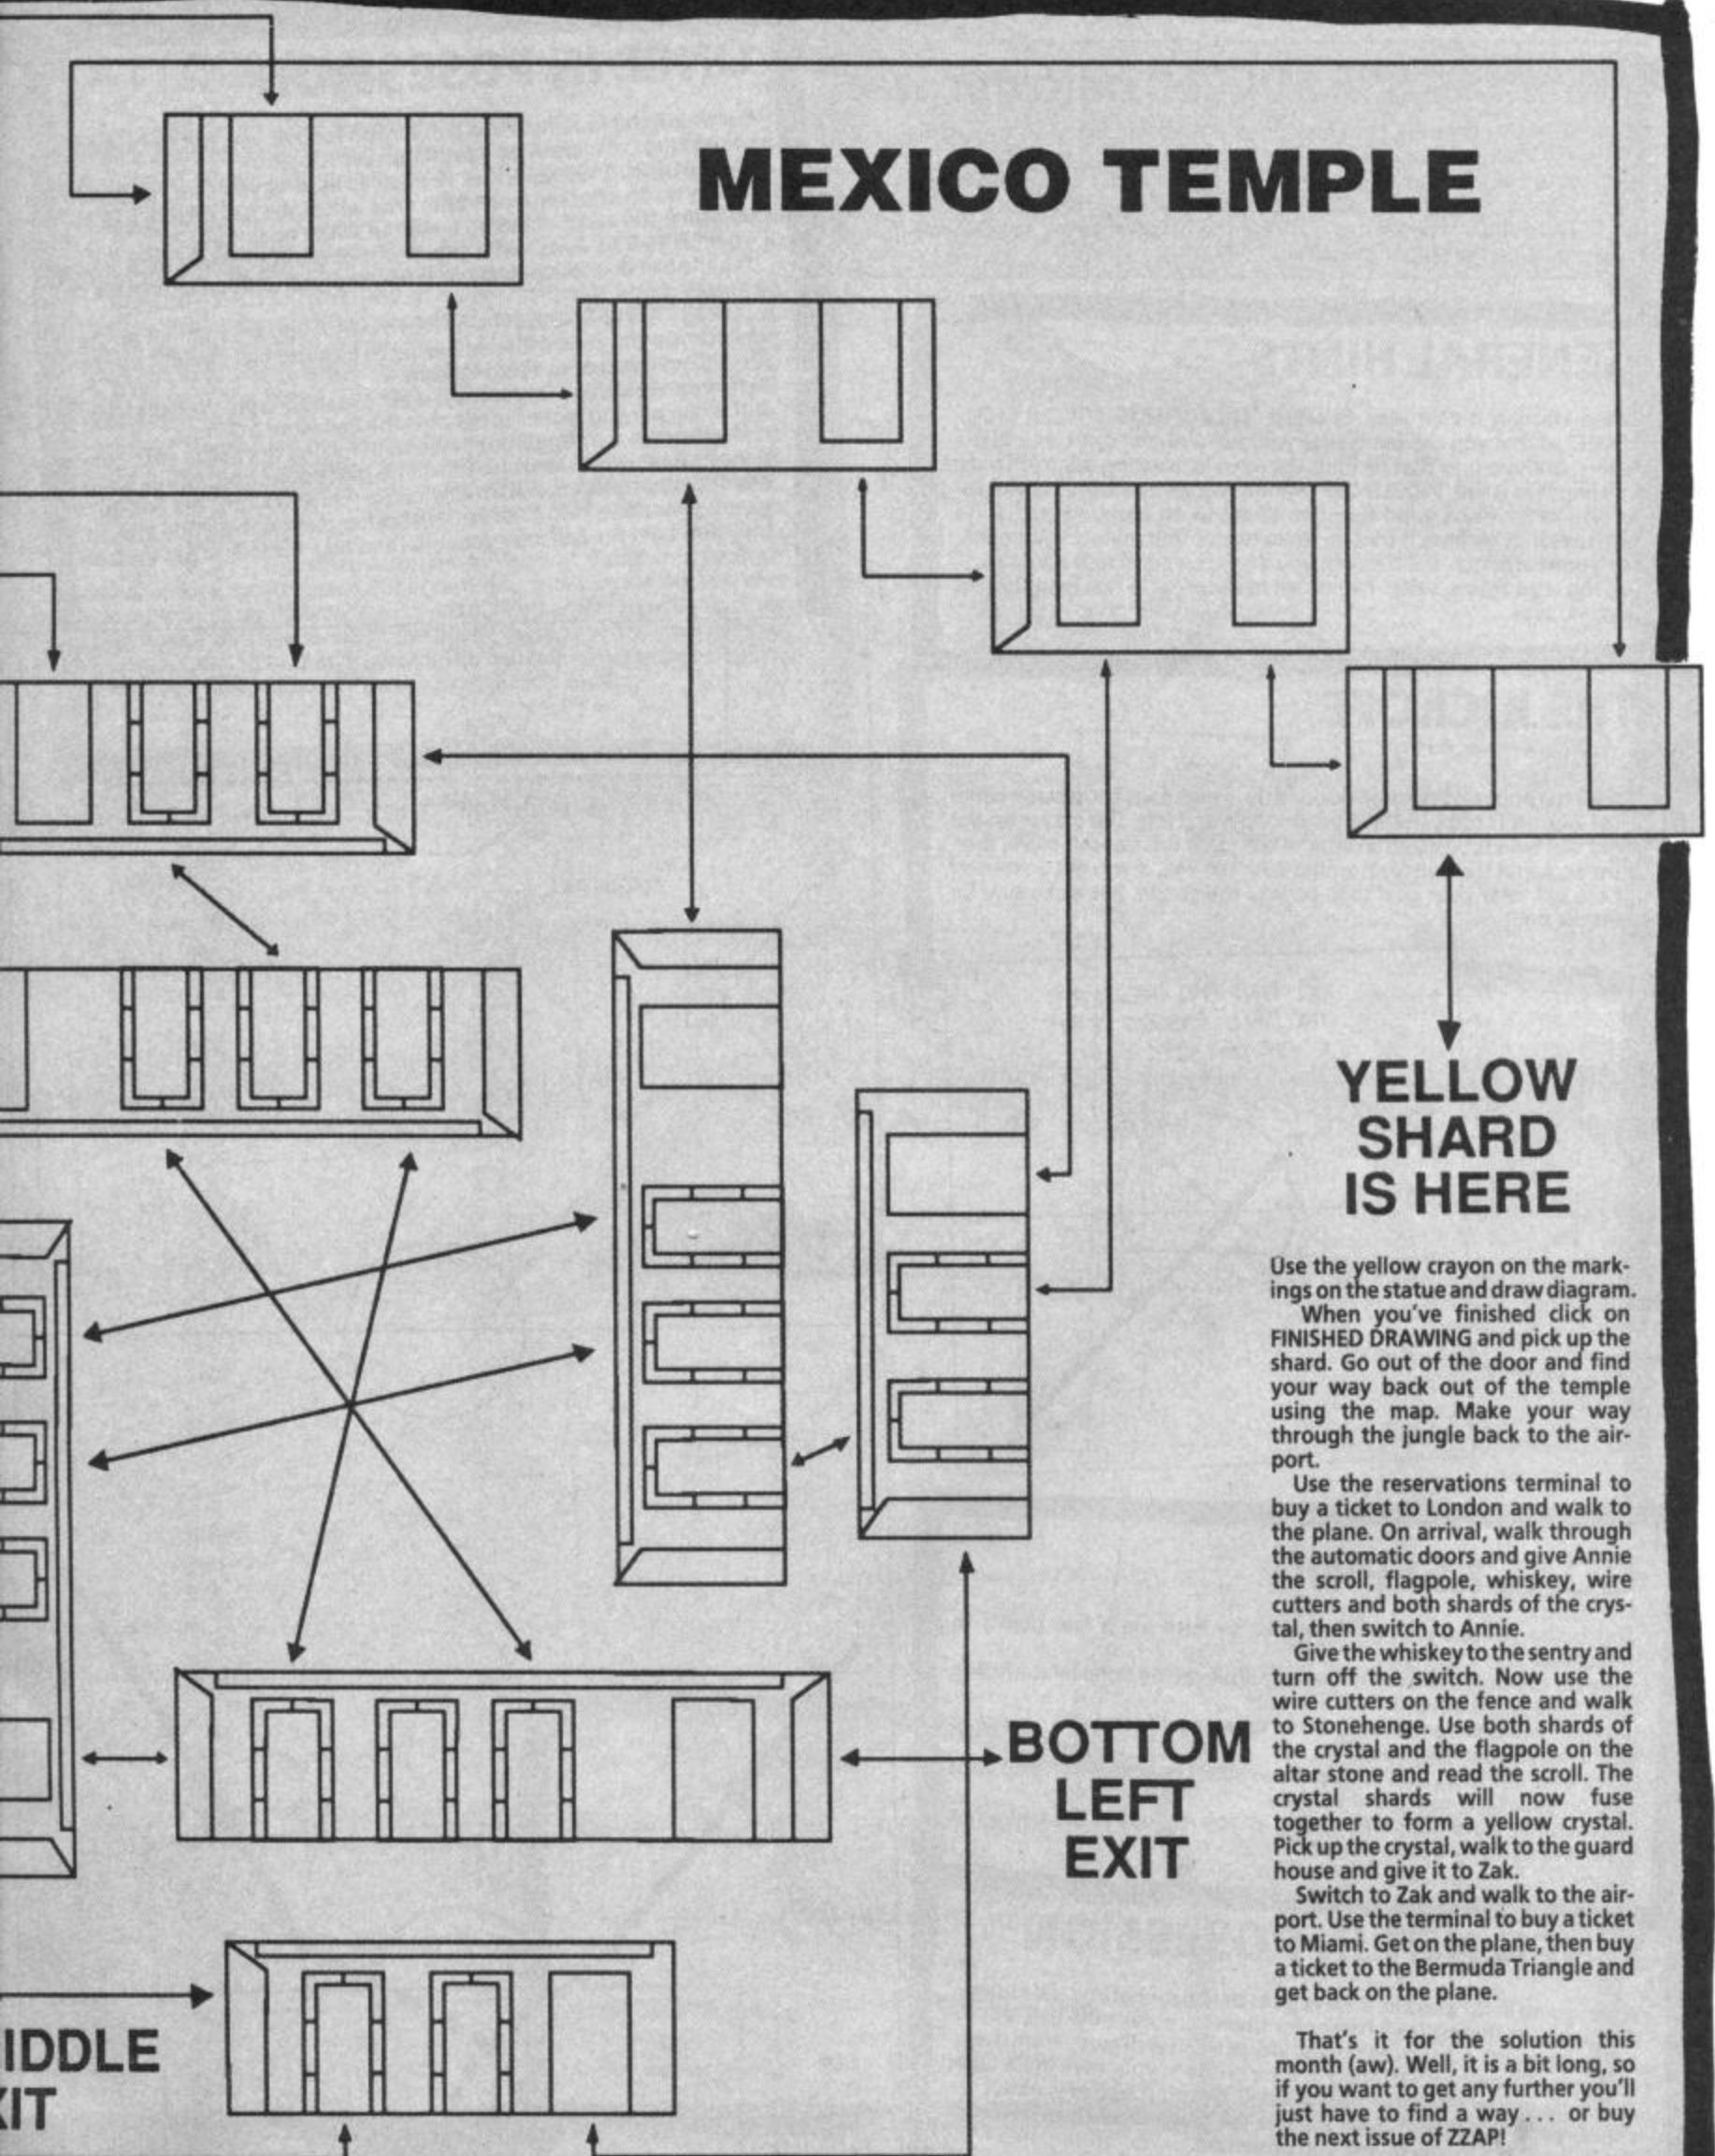 MEXICO TEMPLE
YELLOW
SHARD
IS HERE
Use the yellow crayon on the mark-
ings on the statue and draw diagram.
When you've finished click on
FINISHED DRAWING and pick up the
shard. Go out of the door and find
your way back out of the temple
using the map. Make your way
through the jungle back to the air-
port.
Use the reservations terminal to
buy a ticket to London and walk to
the plane. On arrival, walk through
the automatic doors and give Annie
the scroll, flagpole, whiskey, wire
cutters and both shards of the crys-
tal, then switch to Annie.
Give the whiskey to the sentry and
turn off the switch. Now use the
wire cutters on the fence and walk
to Stonehenge. Use both shards of
the crystal and the flagpole on the
altar stone and read the scroll. The
crystal shards will now fuse
together to form a yellow crystal.
Pick up the crystal, walk to the guard
house and give it to Zak.
Switch to Zak and walk to the air-
port. Use the terminal to buy a ticket
to Miami. Get on the plane, then buy
a ticket to the Bermuda Triangle and
get back on the plane.
That's it for the solution this
month (aw). Well, it is a bit long, so
if you want to get any further you'll
just have to find a way . . . or buy
the next issue of ZZAP!
BOTTOM
LEFT
EXIT
IDDLE
XIT